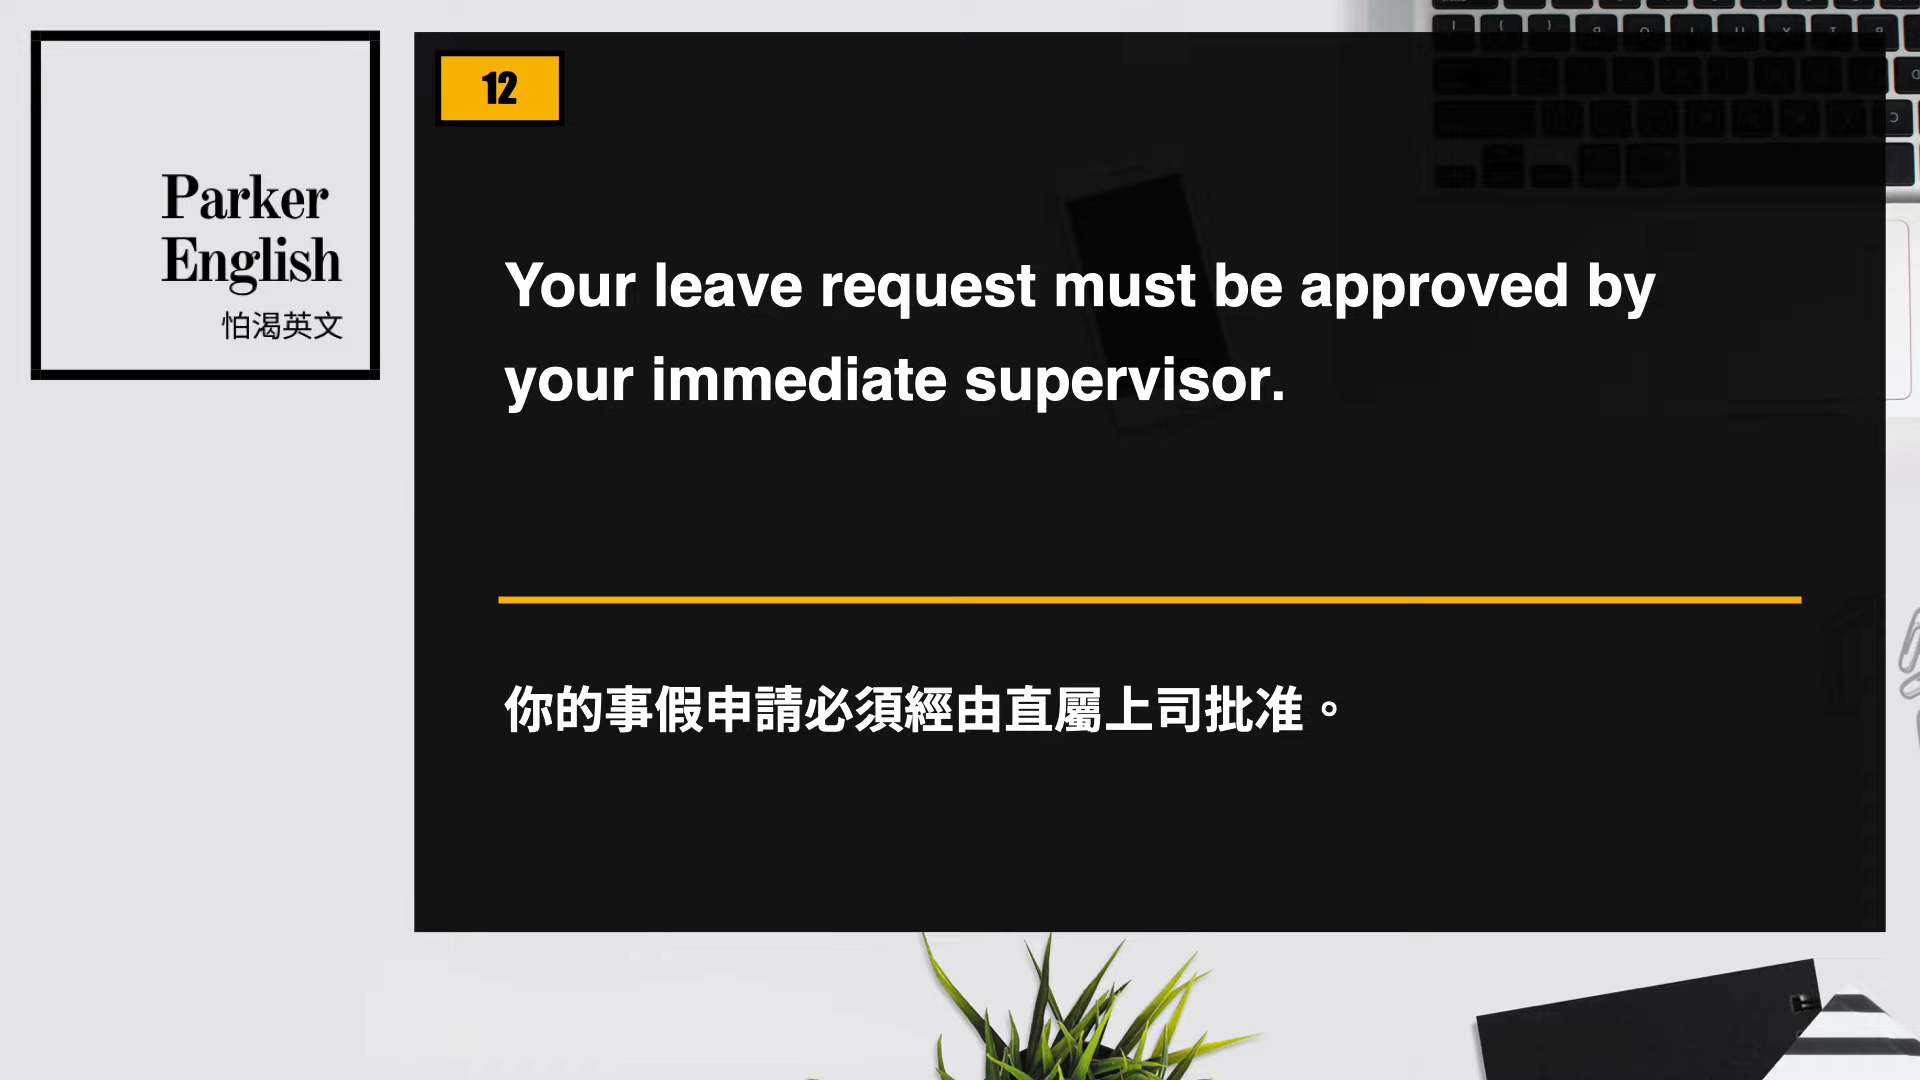 Parker
English
怕渴英文
12
Your leave request must be approved by
your immediate supervisor.
你的事假申請必須經由直屬上司批准。